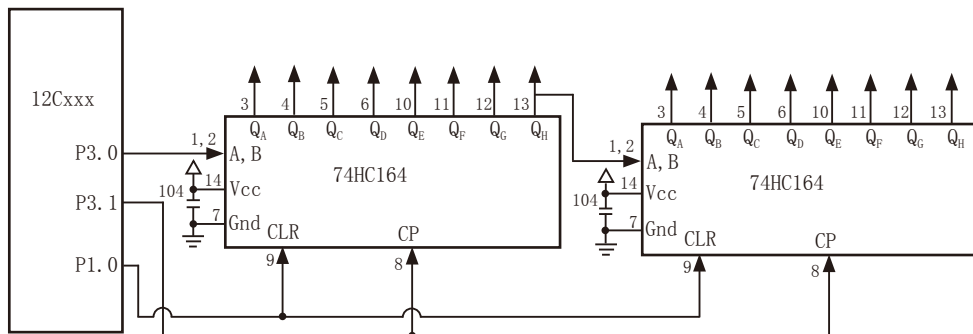 12Cxxx
P3.0
P3.1
P1.0
3 4 5 6 10 11 12 13
QA QB QC QD QE QF QG QH
1,2
A,B
74HC164
14
Vcc
104
7
Gnd
CLR
CP
9
8
3 4 5 6 10 11 12 13
QA QB QC QD QE QF QG QH
1,2
A,B
74HC164
14
Vcc
104
7
Gnd
CLR
CP
9
8